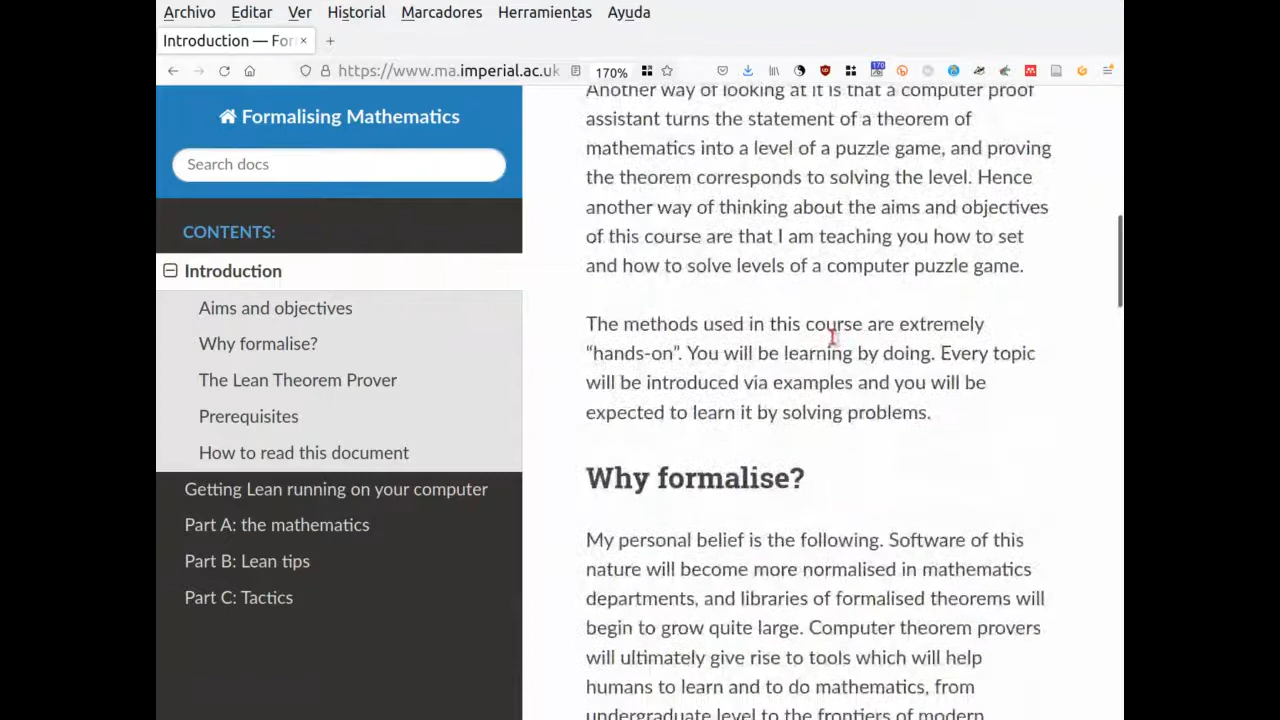 Archivo Editar Ver Historial Marcadores Herramientas Ayuda
Introduction — For
https://www.ma.imperial.ac.uk
170%
170
Formalising Mathematics
Search docs
CONTENTS:
Introduction
Aims and objectives
Why formalise?
The Lean Theorem Prover
Prerequisites
How to read this document
Getting Lean running on your computer
Part A: the mathematics
Part B: Lean tips
Part C: Tactics
Another way of looking at it is that a computer proof
assistant turns the statement of a theorem of
mathematics into a level of a puzzle game, and proving
the theorem corresponds to solving the level. Hence
another way of thinking about the aims and objectives
of this course are that I am teaching you how to set
and how to solve levels of a computer puzzle game.
The methods used in this course are extremely
“hands-on”. You will be learning by doing. Every topic
will be introduced via examples and you will be
expected to learn it by solving problems.
Why formalise?
My personal belief is the following. Software of this
nature will become more normalised in mathematics
departments, and libraries of formalised theorems will
begin to grow quite large. Computer theorem provers
will ultimately give rise to tools which will help
humans to learn and to do mathematics, from
undergraduate level to the frontiers of modern